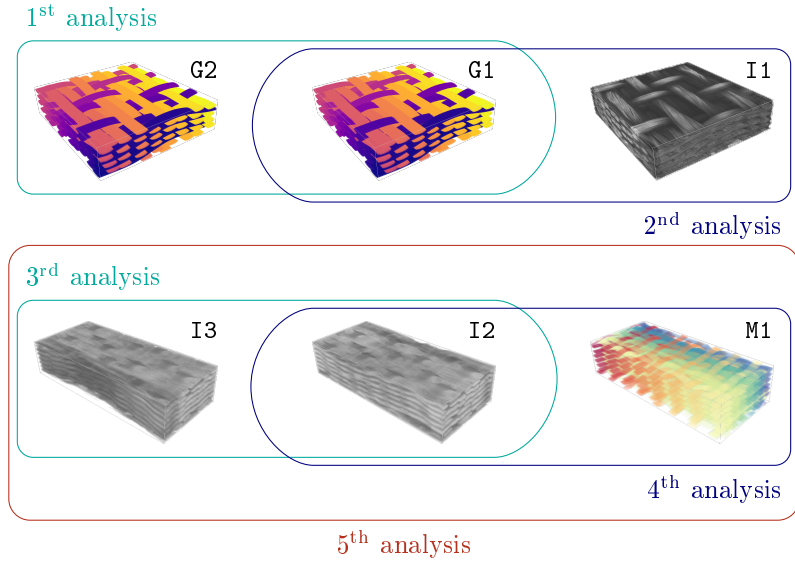 1st analysis
G2
G1
I1
2nd analysis
3rd analysis
I3
I2
M1
4th analysis
5th analysis